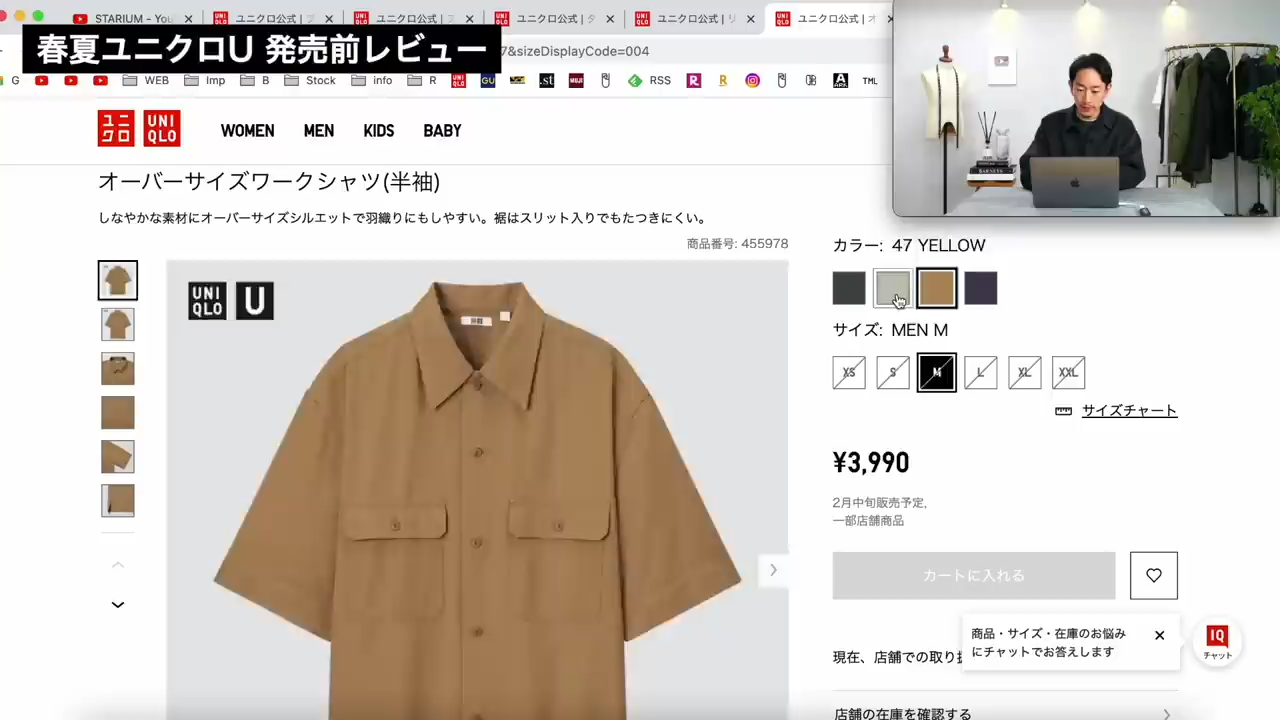 STARIUM - You
ユニクロ公式 | ブ
ユニクロ公式 | ス
ユニクロ公式 | タ
ユニクロ公式 | リ
ユニクロ公式 | オ
春夏ユニクロU 発売前レビュー
7&sizeDisplayCode=004
G
WEB
Imp
B
Stock
info
R
GU
.st
MUJI
RSS
R
R
TML
ユニクロ
UNIQLO
WOMEN
MEN
KIDS
BABY
オーバーサイズワークシャツ(半袖)
しなやかな素材にオーバーサイズシルエットで羽織りにもしやすい。裾はスリット入りでもたつきにくい。
商品番号: 455978
カラー: 47 YELLOW
UNI
QLO
U
サイズ: MEN M
XS
S
M
L
XL
XXL
サイズチャート
¥3,990
2月中旬販売予定,
一部店舗商品
カートに入れる
商品・サイズ・在庫のお悩み
にチャットでお答えします
IQ
チャット
現在、店舗での取り扱
店舗の在庫を確認する